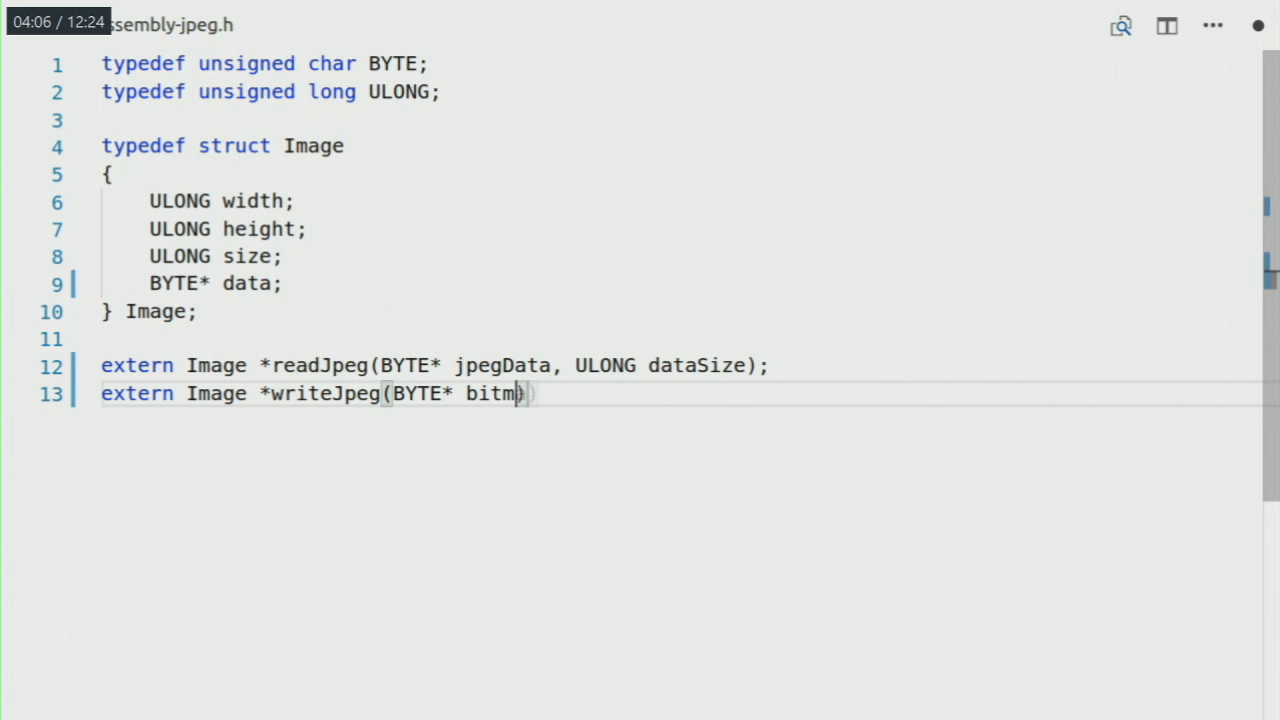 04:06 / 12:24
ssembly-jpeg.h
1 typedef unsigned char BYTE;
2 typedef unsigned long ULONG;
3
4 typedef struct Image
5 {
6 ULONG width;
7 ULONG height;
8 ULONG size;
9 BYTE* data;
10 } Image;
11
12 extern Image *readJpeg(BYTE* jpegData, ULONG dataSize);
13 extern Image *writeJpeg(BYTE* bitm)